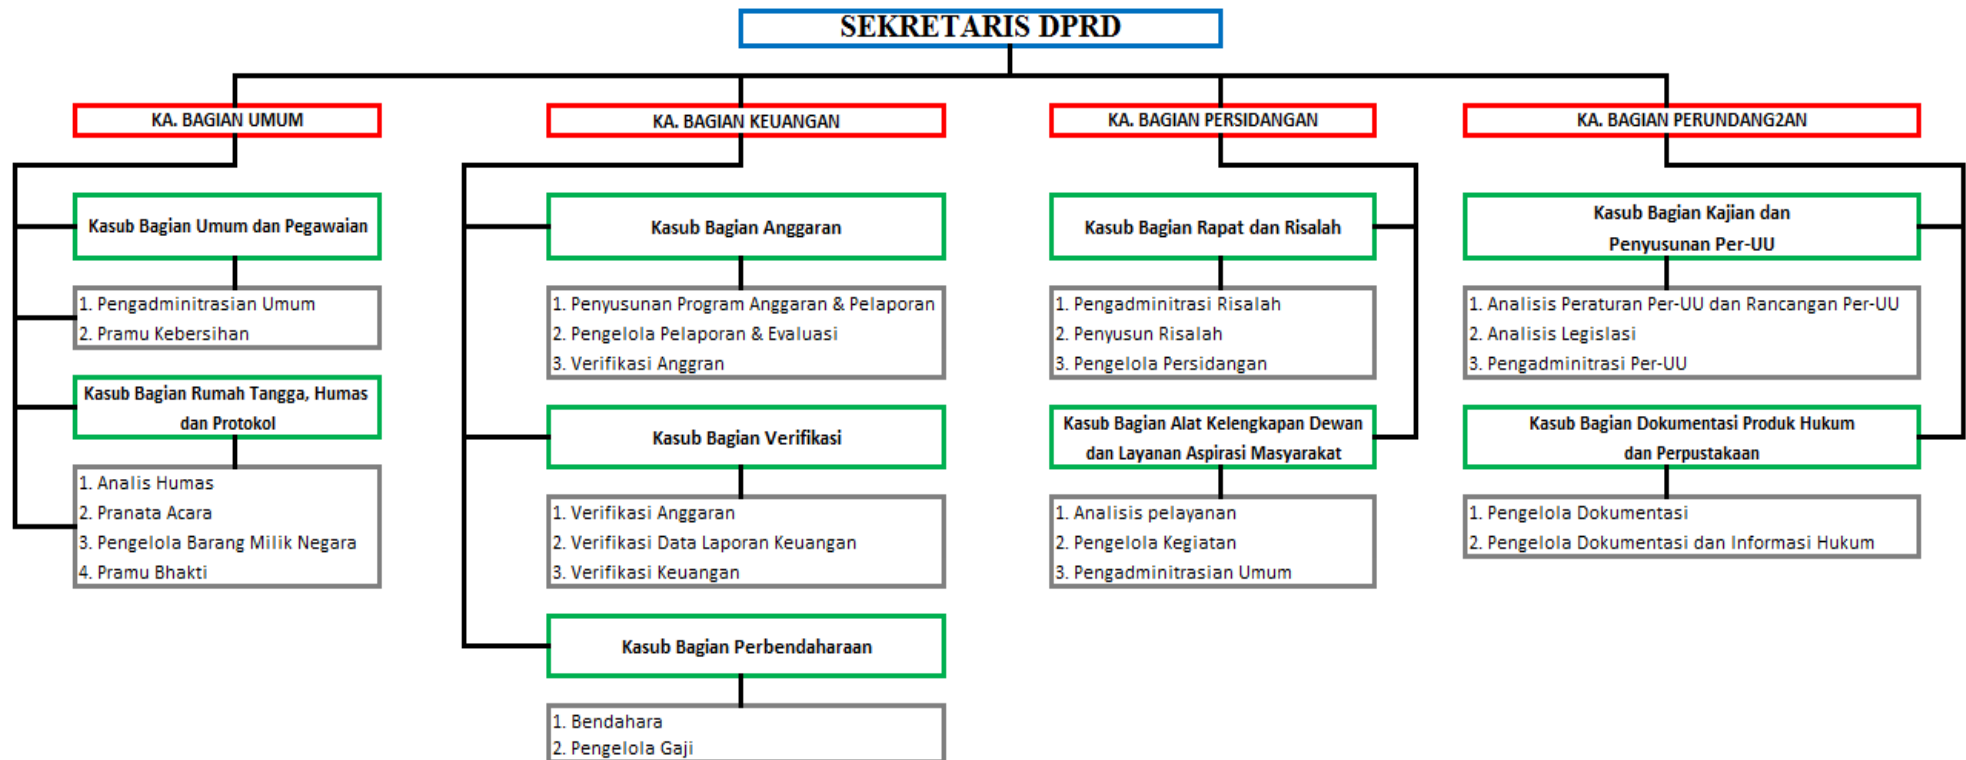 SEKRETARIS DPRD
KA. BAGIAN UMUM
KA. BAGIAN KEUANGAN
KA. BAGIAN PERSIDANGAN
KA. BAGIAN PERUNDANG2AN
Kasub Bagian Umum dan Pegawaian
1. Pengadminitrasian Umum
2. Pramu Kebersihan
Kasub Bagian Rumah Tangga, Humas
dan Protokol
1. Analis Humas
2. Pranata Acara
3. Pengelola Barang Milik Negara
4. Pramu Bhakti
Kasub Bagian Anggaran
1. Penyusunan Program Anggaran & Pelaporan
2. Pengelola Pelaporan & Evaluasi
3. Verifikasi Anggran
Kasub Bagian Verifikasi
1. Verifikasi Anggaran
2. Verifikasi Data Laporan Keuangan
3. Verifikasi Keuangan
Kasub Bagian Perbendaharaan
1. Bendahara
2. Pengelola Gaji
Kasub Bagian Rapat dan Risalah
1. Pengadminitrasi Risalah
2. Penyusun Risalah
3. Pengelola Persidangan
Kasub Bagian Alat Kelengkapan Dewan
dan Layanan Aspirasi Masyarakat
1. Analisis pelayanan
2. Pengelola Kegiatan
3. Pengadminitrasian Umum
Kasub Bagian Kajian dan
Penyusunan Per-UU
1. Analisis Peraturan Per-UU dan Rancangan Per-UU
2. Analisis Legislasi
3. Pengadminitrasi Per-UU
Kasub Bagian Dokumentasi Produk Hukum
dan Perpustakaan
1. Pengelola Dokumentasi
2. Pengelola Dokumentasi dan Informasi Hukum